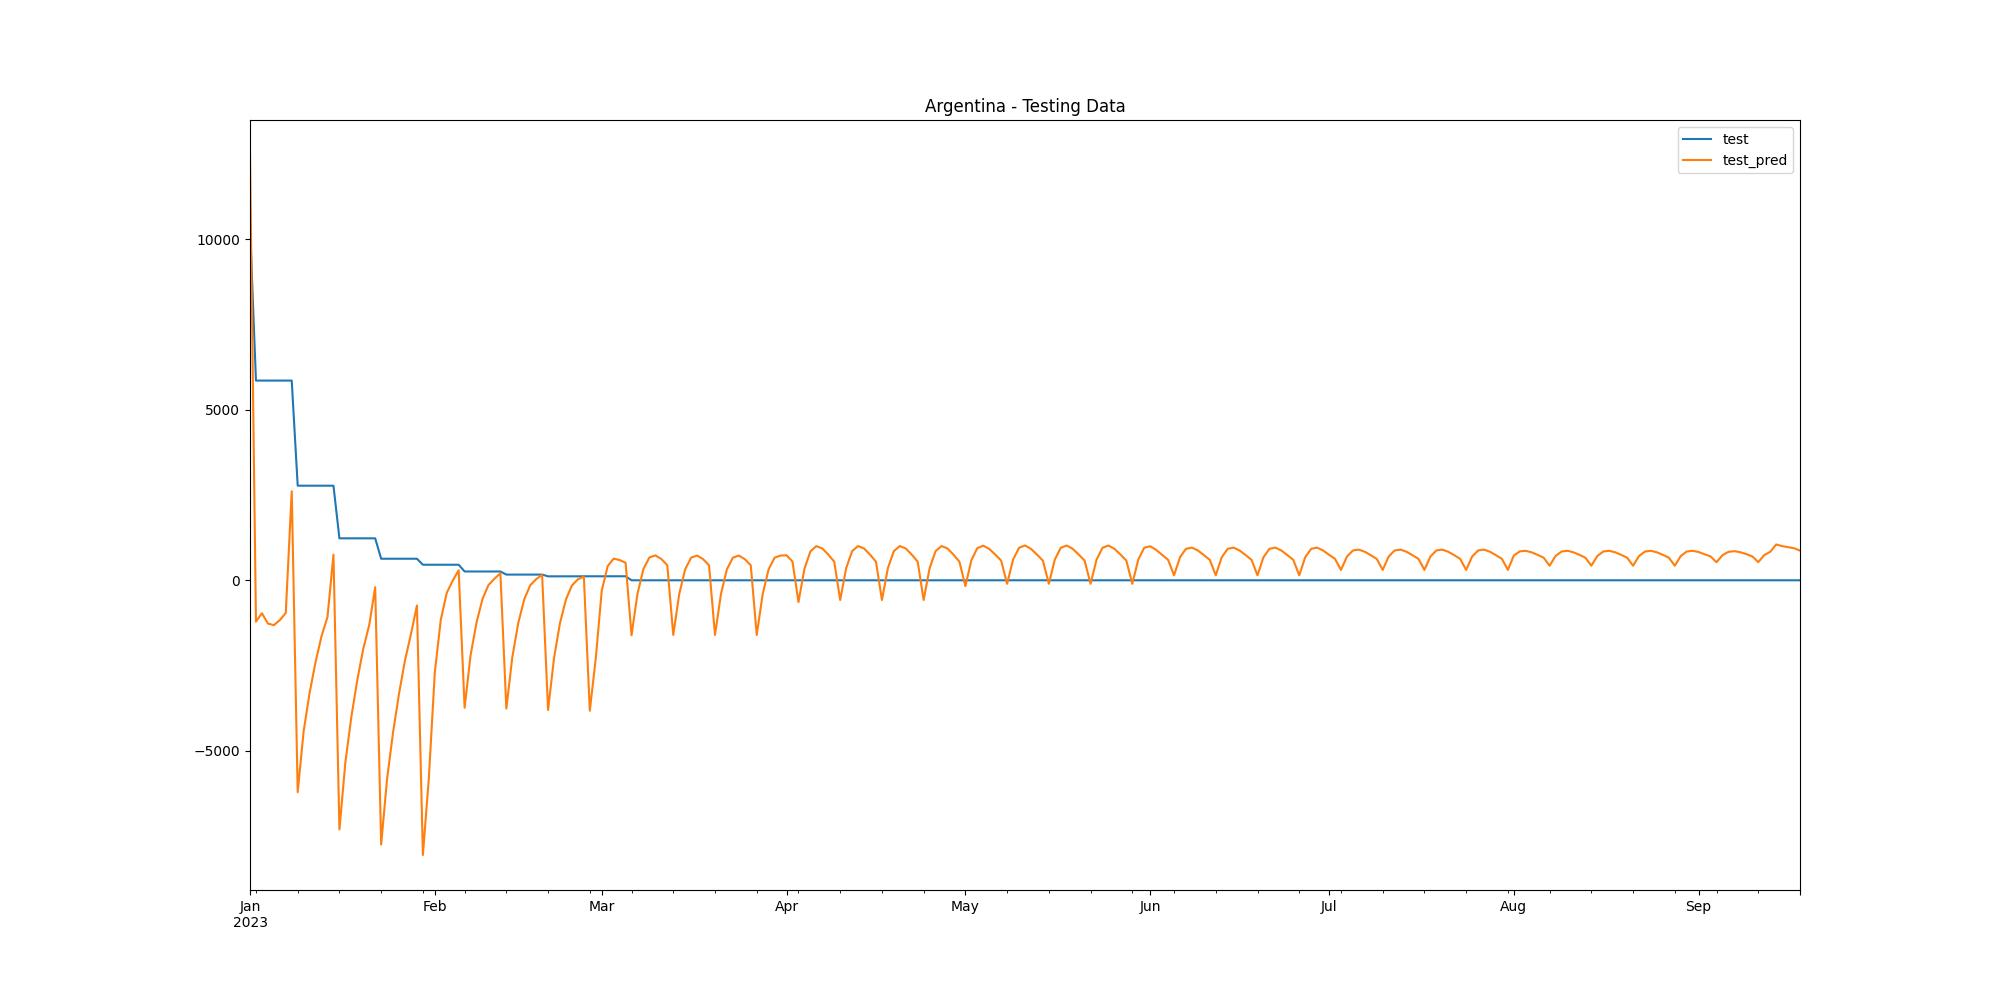 Argentina - Testing Data
test
test_pred
10000
5000
0
−5000
Jan
2023
Feb
Mar
Apr
May
Jun
Jul
Aug
Sep